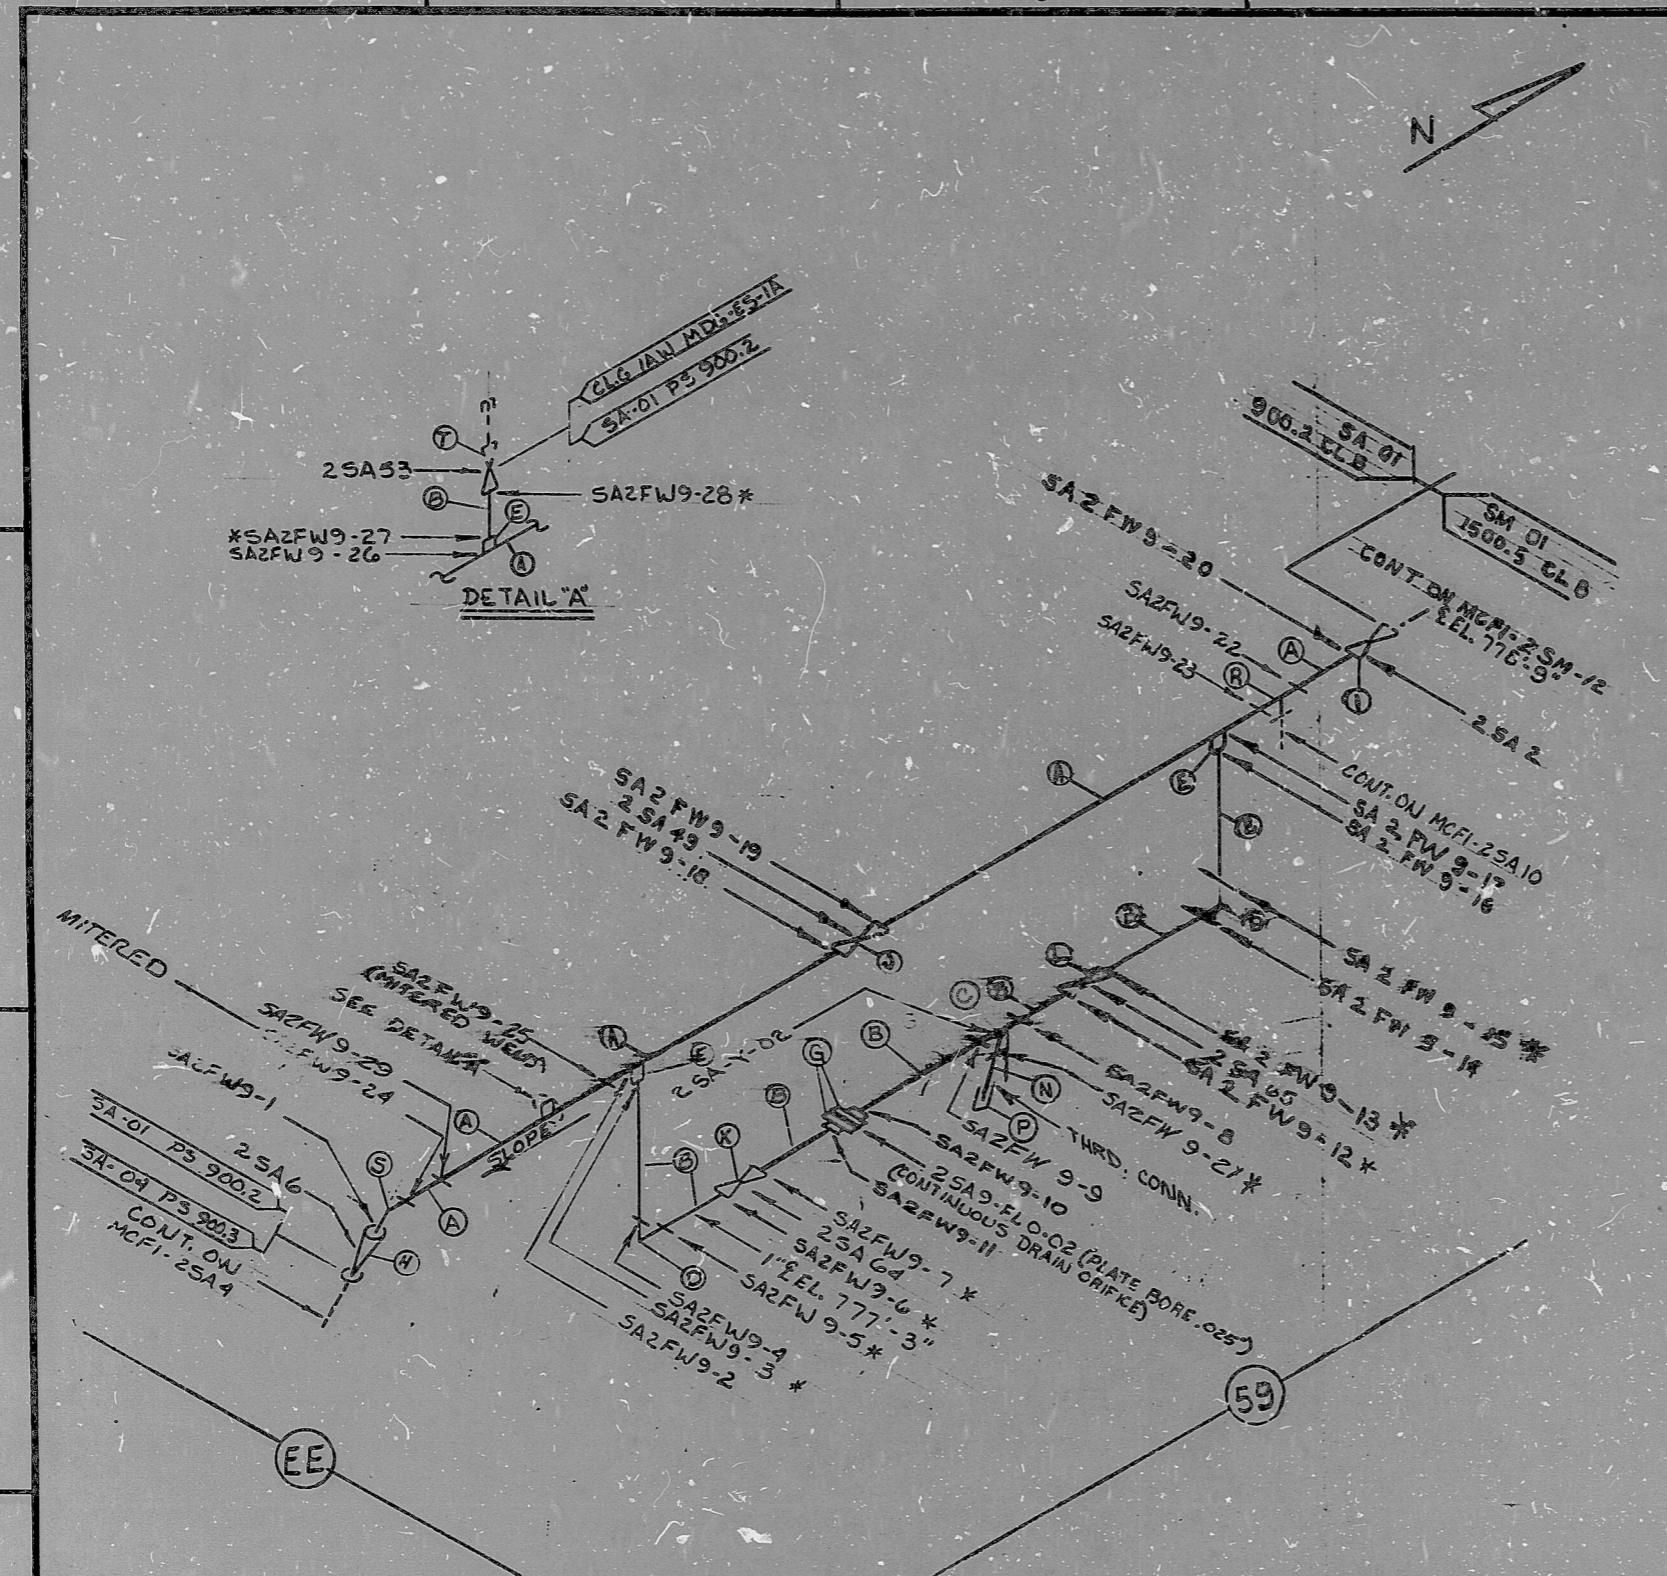 N
CLG IAW MDG-ES-1A
SA-01 PS 900.2
T
2SA53
B
SA2FW9-28*
E
*SA2FW9-27
SA2FW9-26
A
DETAIL "A"
SA-01
900.2 CL B
SM 01
1500.5 CL B
CONT ON MCFI-2SM-12
℄EL. 776'-9"
SA2FW9-20
SA2FW9-22
SA2FW9-23
A
R
2SA2
CONT. ON MCFI-2SA10
SA2FW9-17
SA2FW9-16
A
E
SA2FW9-19
2SA49
SA2FW9-18
J
SA2FW9-15*
SA2FW9-14
SA2FW9-13*
2SA65
SA2FW9-12*
C
B
G
SA2FW9-8
SA2FW9-21*
N
P
THRD. CONN.
SA2FW9-9
SA2FW9-10
2SA9-FLO.02 (PLATE BORE .025")
(CONTINUOUS DRAIN ORIFICE)
SA2FW9-11
MITERED
SA2FW9-25
(MITERED WELD)
SEE DETAIL "A"
SA2FW9-29
SA2FW9-24
SA2FW9-1
2SA6
SA-01 PS 900.2
SA-04 PS 900.3
CONT. ON
MCFI-2SA4
S
A
A
H
SLOPE
A
E
2SA-Y-02
B
K
B
D
SA2FW9-7*
2SA64
SA2FW9-6*
1" ℄EL. 777'-3"
SA2FW9-5*
SA2FW9-4
SA2FW9-3*
SA2FW9-2
EE
59